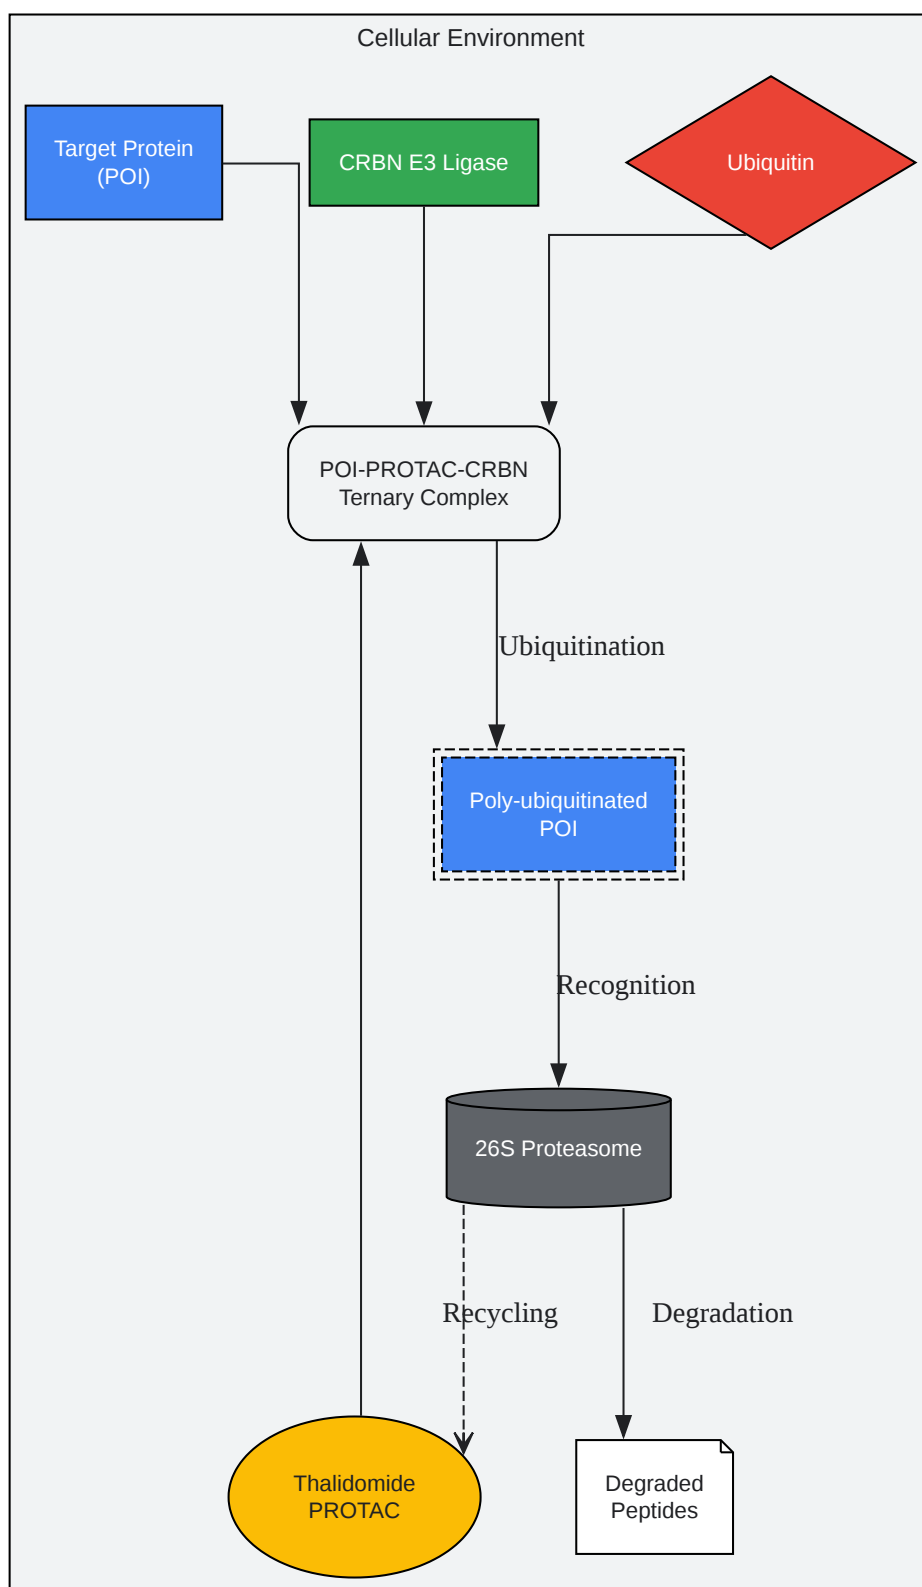 Cellular Environment
Target Protein
(POI)
CRBN E3 Ligase
Ubiquitin
POI-PROTAC-CRBN
Ternary Complex
Ubiquitination
Poly-ubiquitinated
POI
Recognition
26S Proteasome
Recycling
Degradation
Thalidomide
PROTAC
Degraded
Peptides